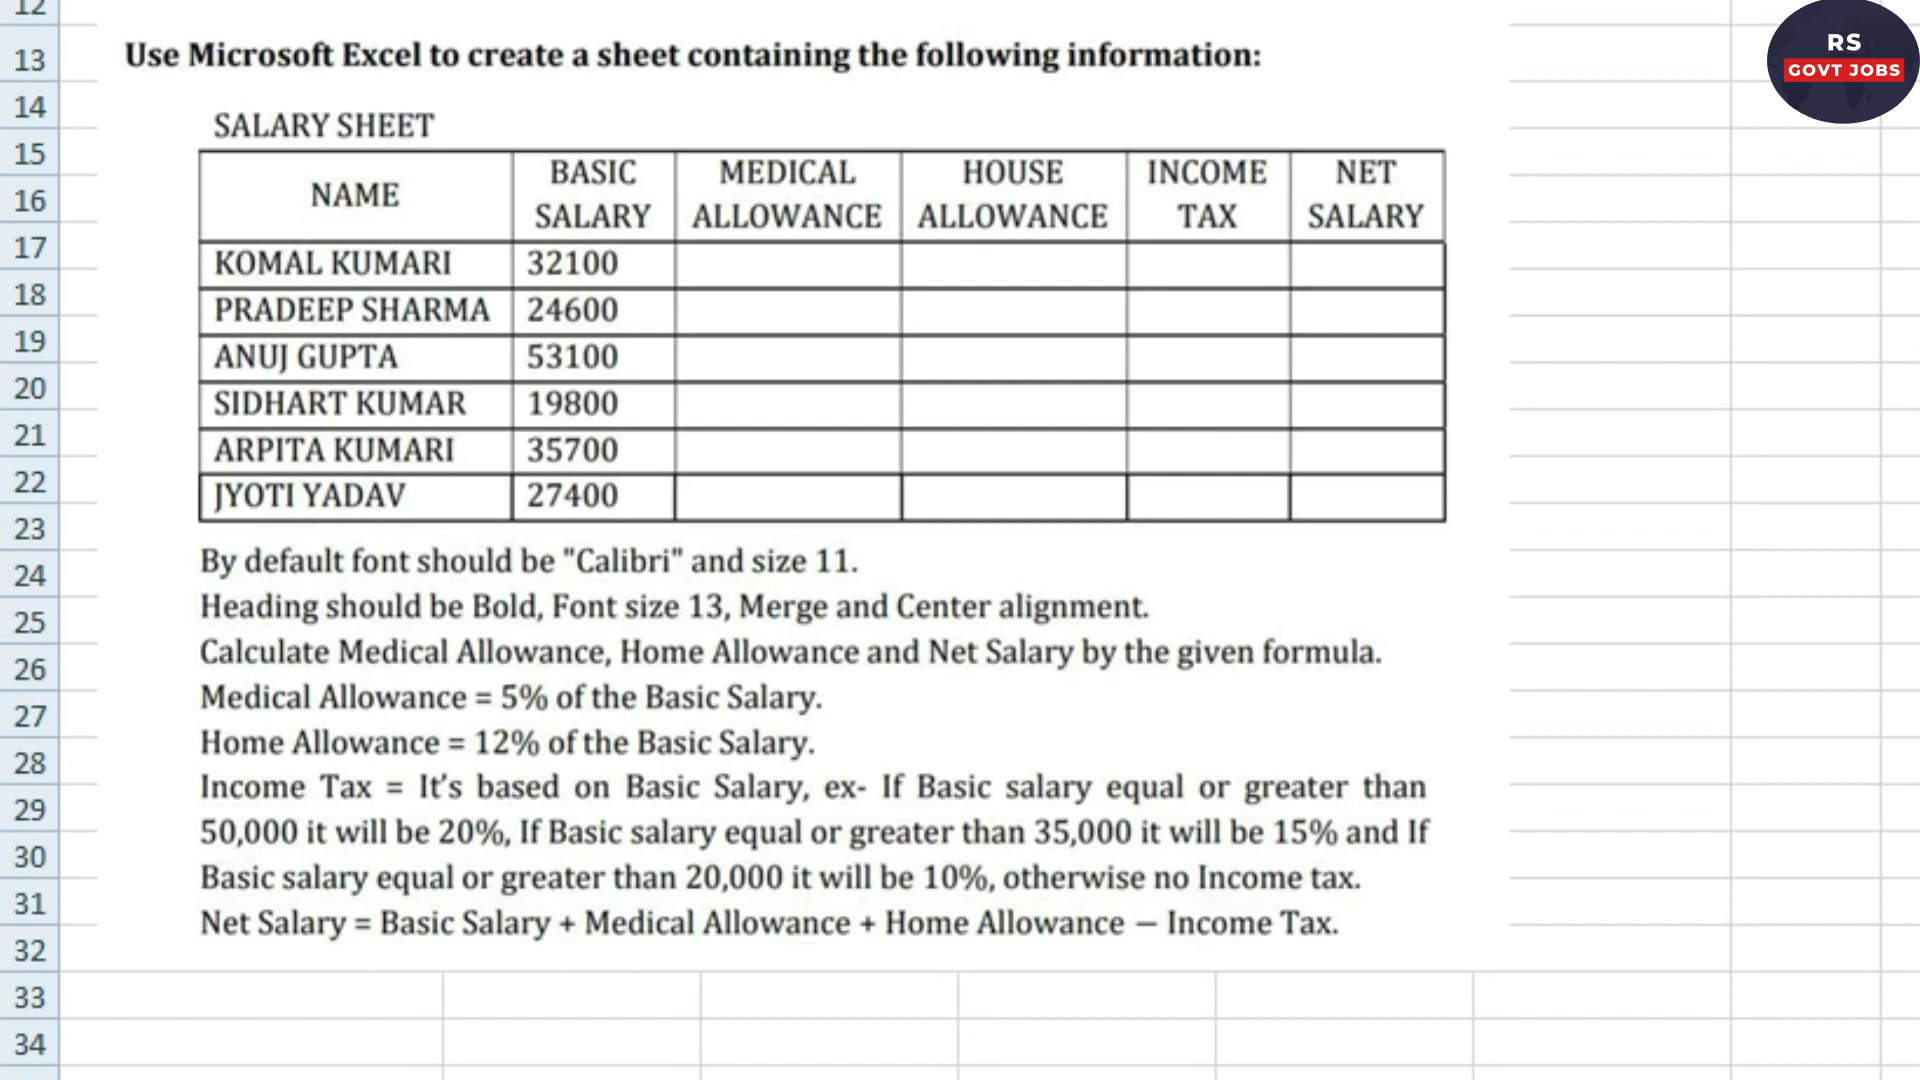 12
13
Use Microsoft Excel to create a sheet containing the following information:
RS
GOVT JOBS
14
SALARY SHEET
15
16
NAME BASIC SALARY MEDICAL ALLOWANCE HOUSE ALLOWANCE INCOME TAX NET SALARY
17
KOMAL KUMARI 32100
18
PRADEEP SHARMA 24600
19
ANUJ GUPTA 53100
20
SIDHART KUMAR 19800
21
ARPITA KUMARI 35700
22
JYOTI YADAV 27400
23
By default font should be "Calibri" and size 11.
24
Heading should be Bold, Font size 13, Merge and Center alignment.
25
Calculate Medical Allowance, Home Allowance and Net Salary by the given formula.
26
Medical Allowance = 5% of the Basic Salary.
27
Home Allowance = 12% of the Basic Salary.
28
Income Tax = It's based on Basic Salary, ex- If Basic salary equal or greater than
29
50,000 it will be 20%, If Basic salary equal or greater than 35,000 it will be 15% and If
30
Basic salary equal or greater than 20,000 it will be 10%, otherwise no Income tax.
31
Net Salary = Basic Salary + Medical Allowance + Home Allowance − Income Tax.
32
33
34